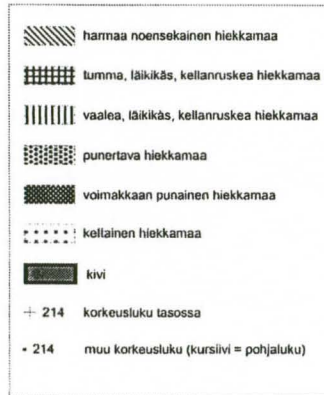 harmaa noensekainen hiekkamaa
tumma, läikikäs, kellanruskea hiekkamaa
vaalea, läikikäs, kellanruskea hiekkamaa
punertava hiekkamaa
voimakkaan punainen hiekkamaa
keltainen hiekkamaa
kivi
+ 214 korkeusluku tasossa
• 214 muu korkeusluku (kursiivi = pohjaluku)